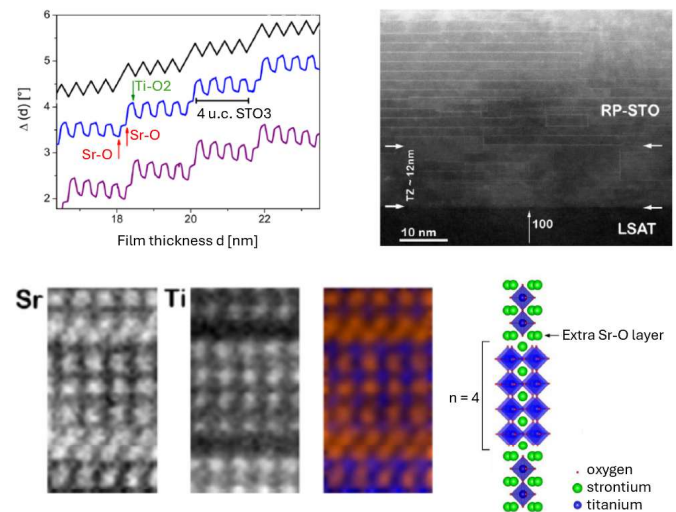 6
5
4
3
2
Δ (d) [°]
Ti-O2
4 u.c. STO3
Sr-O
Sr-O
18
20
22
Film thickness d [nm]
RP-STO
TZ ~ 12nm
100
LSAT
10 nm
Sr
Ti
Extra Sr-O layer
n = 4
oxygen
strontium
titanium